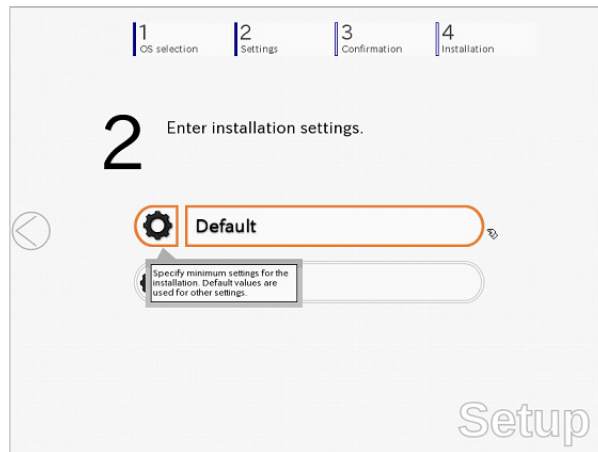 1
OS selection
2
Settings
3
Confirmation
4
Installation
2
Enter installation settings.
Default
Specify minimum settings for the
installation. Default values are
used for other settings.
Setup